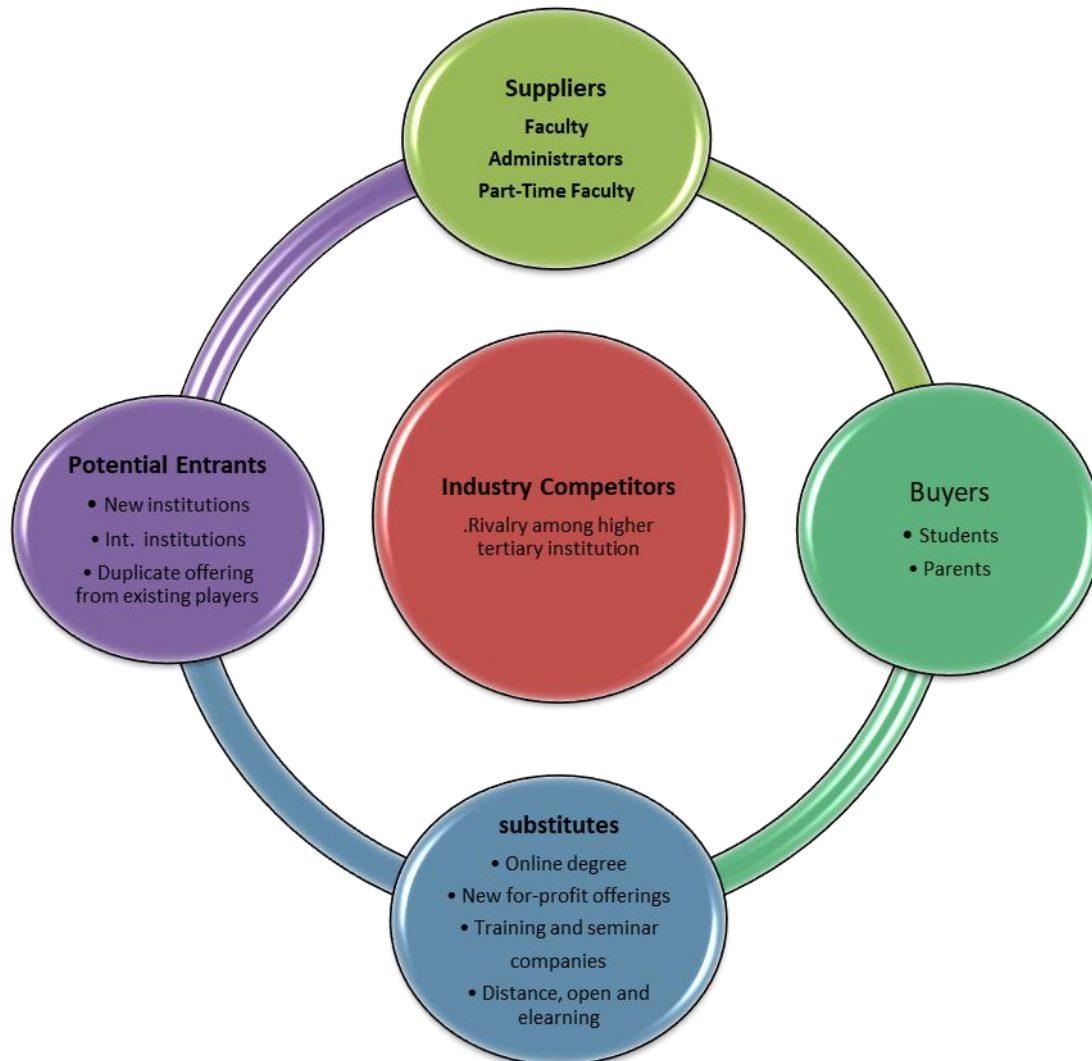 Suppliers
Faculty
Administrators
Part-Time Faculty
Potential Entrants
• New institutions
• Int. institutions
• Duplicate offering
from existing players
Industry Competitors
.Rivalry among higher
tertiary institution
Buyers
• Students
• Parents
substitutes
• Online degree
• New for-profit offerings
• Training and seminar
companies
• Distance, open and
elearning